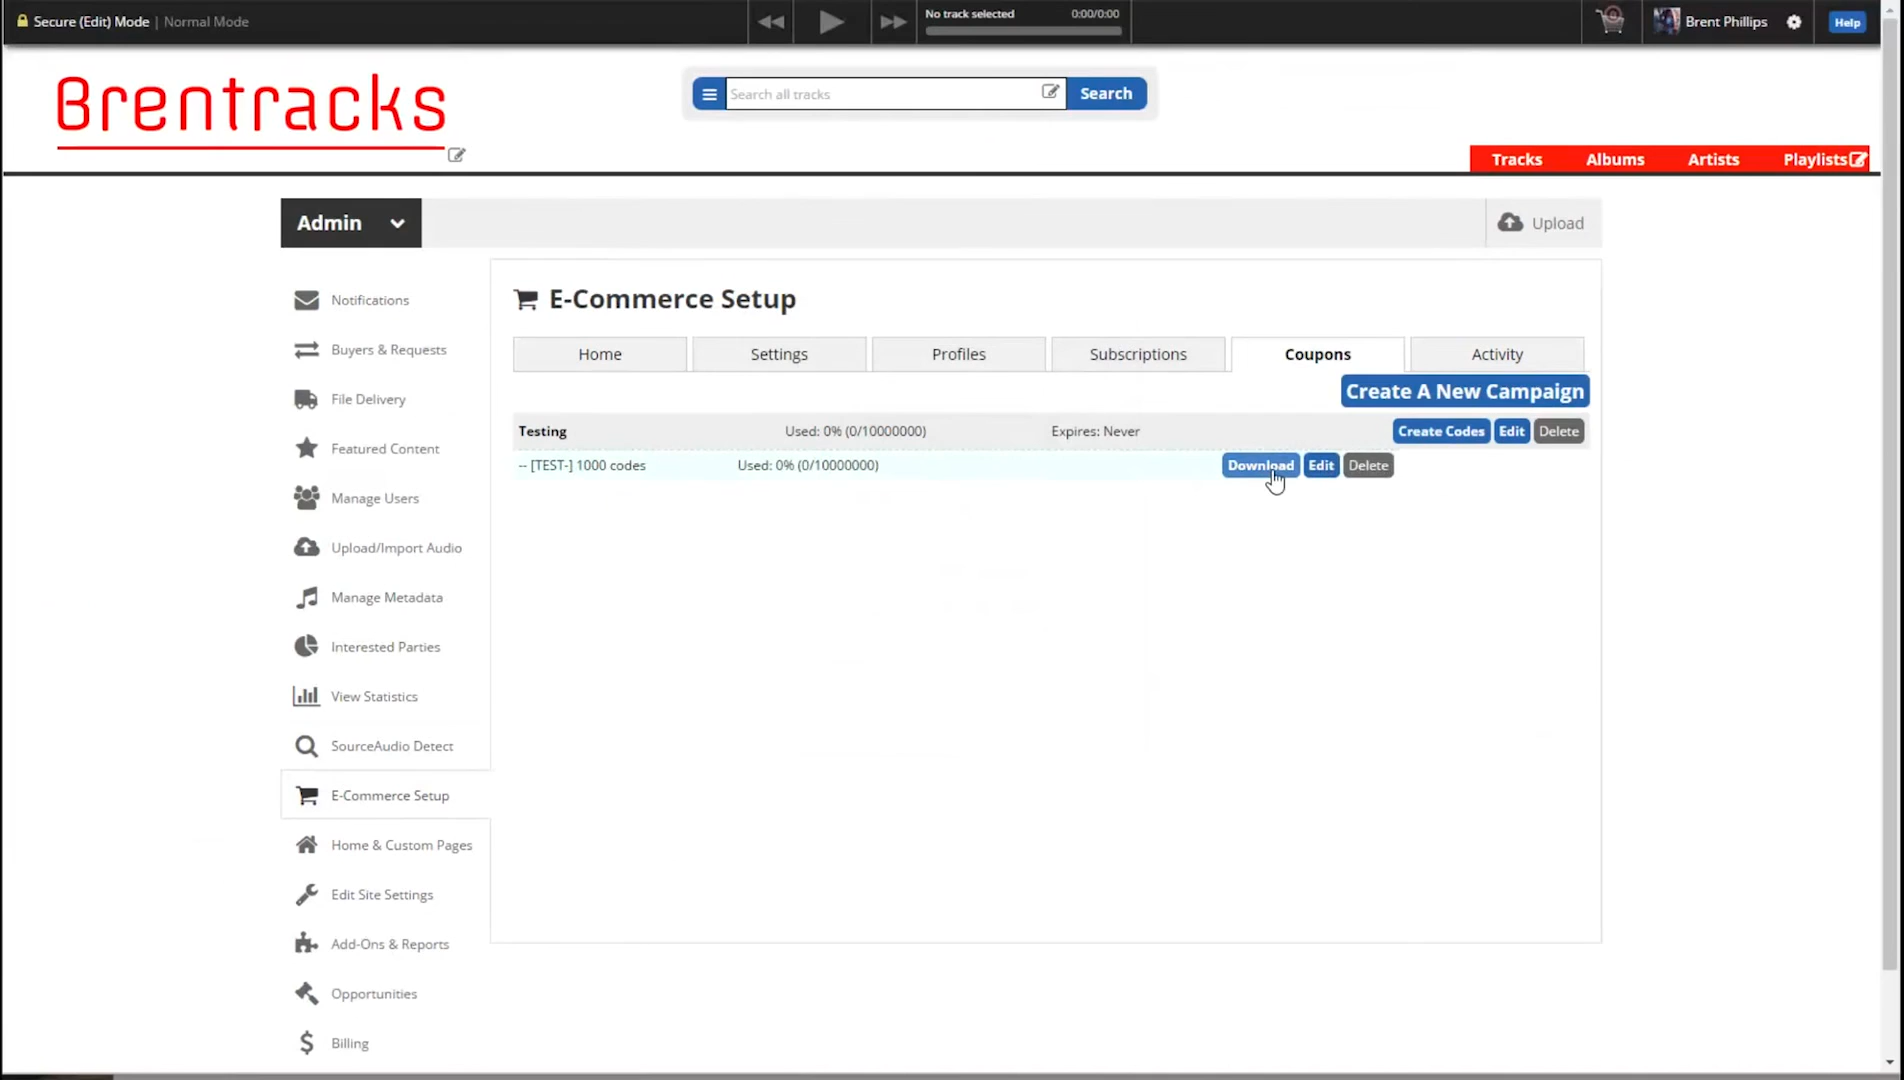 Secure (Edit) Mode | Normal Mode
No track selected 0:00/0:00
0
Brent Phillips
Help
Brentracks
Search all tracks
Search
Tracks Albums Artists Playlists
Admin
Upload
Notifications
Buyers & Requests
File Delivery
Featured Content
Manage Users
Upload/Import Audio
Manage Metadata
Interested Parties
View Statistics
SourceAudio Detect
E-Commerce Setup
Home & Custom Pages
Edit Site Settings
Add-Ons & Reports
Opportunities
Billing
E-Commerce Setup
Home Settings Profiles Subscriptions Coupons Activity
Create A New Campaign
Testing Used: 0% (0/10000000) Expires: Never Create Codes Edit Delete
-- [TEST-] 1000 codes Used: 0% (0/10000000) Download Edit Delete